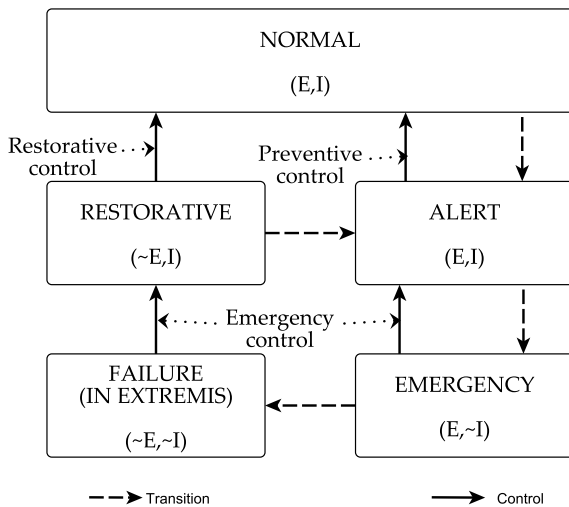 NORMAL
(E,I)
Restorative
control
Preventive
control
RESTORATIVE
(~E,I)
ALERT
(E,I)
Emergency
control
FAILURE
(IN EXTREMIS)
(~E,~I)
EMERGENCY
(E,~I)
Transition
Control